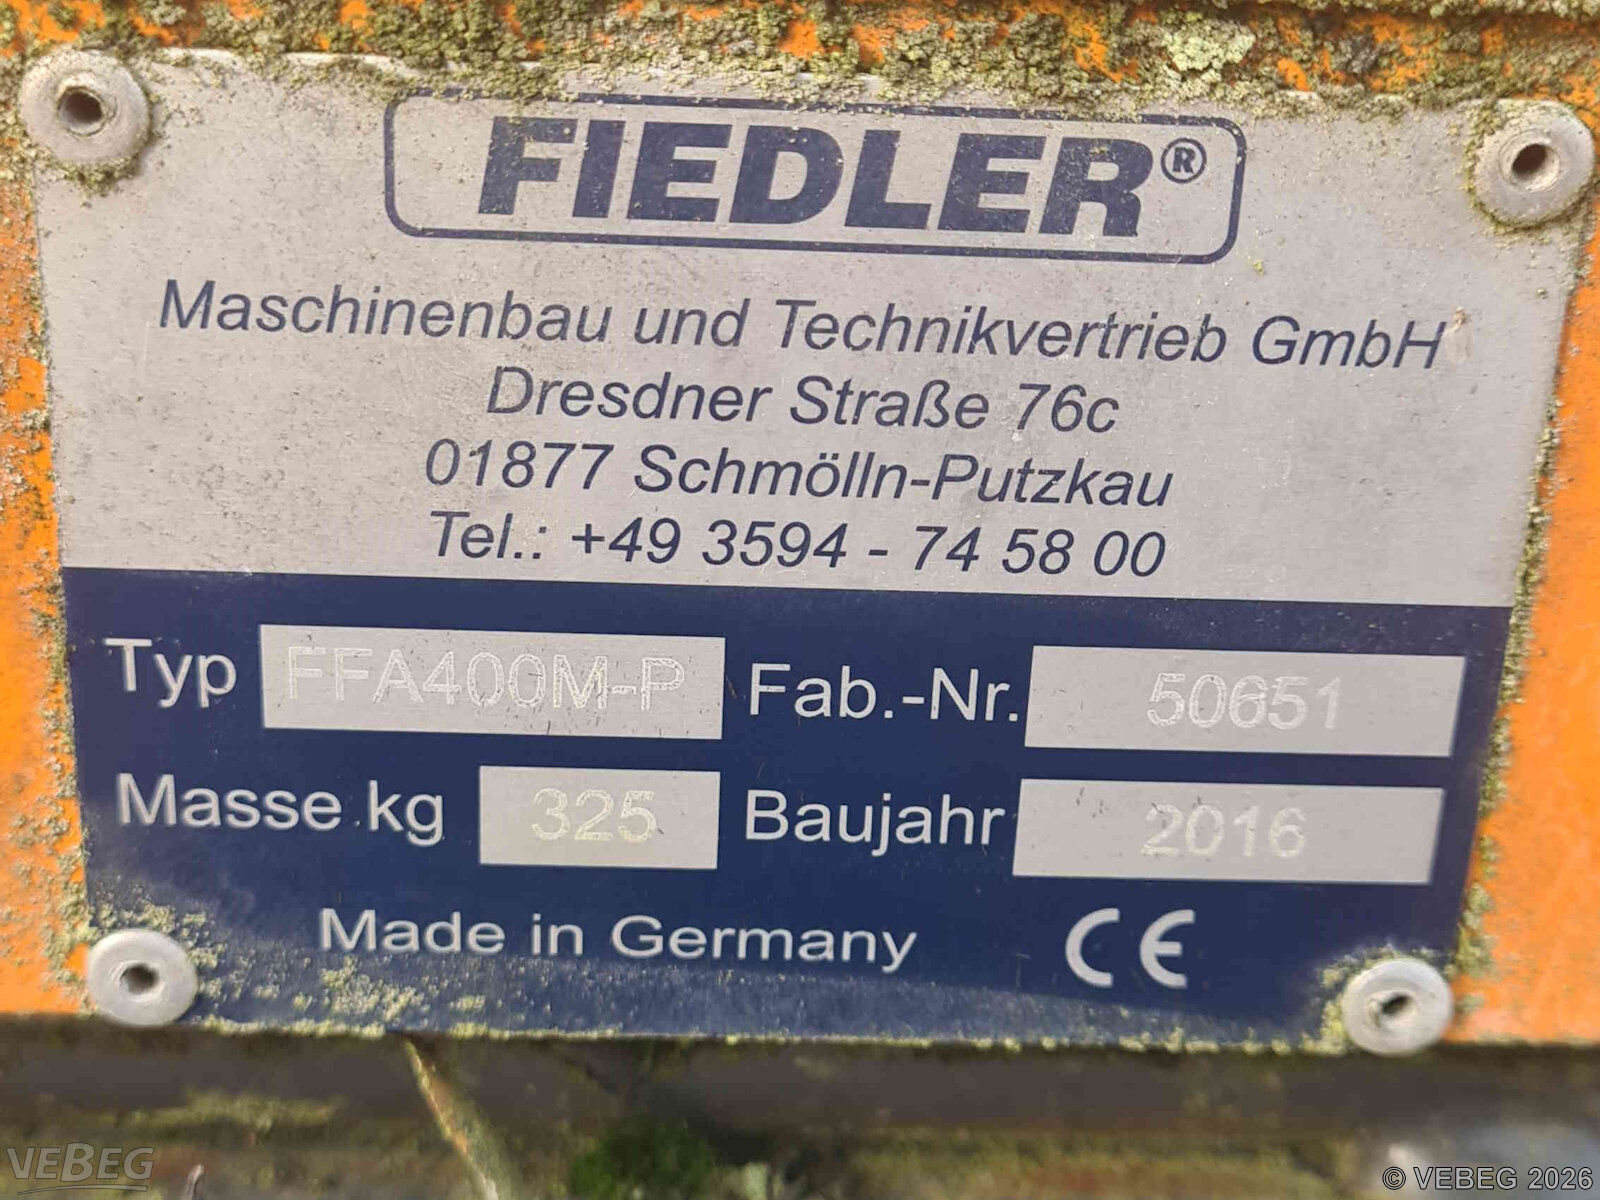 FIEDLER®
Maschinenbau und Technikvertrieb GmbH
Dresdner Straße 76c
01877 Schmölln-Putzkau
Tel.: +49 3594 - 74 58 00
Typ FFA400M-P Fab.-Nr. 50651
Masse kg 325 Baujahr 2016
Made in Germany CE
VEBEG
© VEBEG 2026